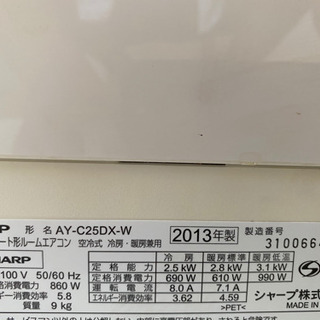 RP 形 名 AY-C25DX-W 2013年製 製造番号
ート形ルームエアコン 空冷式 冷房・暖房兼用 3100664
HARP 冷房 暖房標準 暖房低温
100 V 50/60 Hz 定格能力 2.5 kW 2.8 kW 3.1 kW
格消費電力 860 W 定格消費電力 690 W 610 W 990 W
ギー消費効率 5.8 運転電流 8.0 A 7.1 A
質量 9 kg エネルギー消費効率 3.62 4.59 シャープ株式
>PET< MADE IN